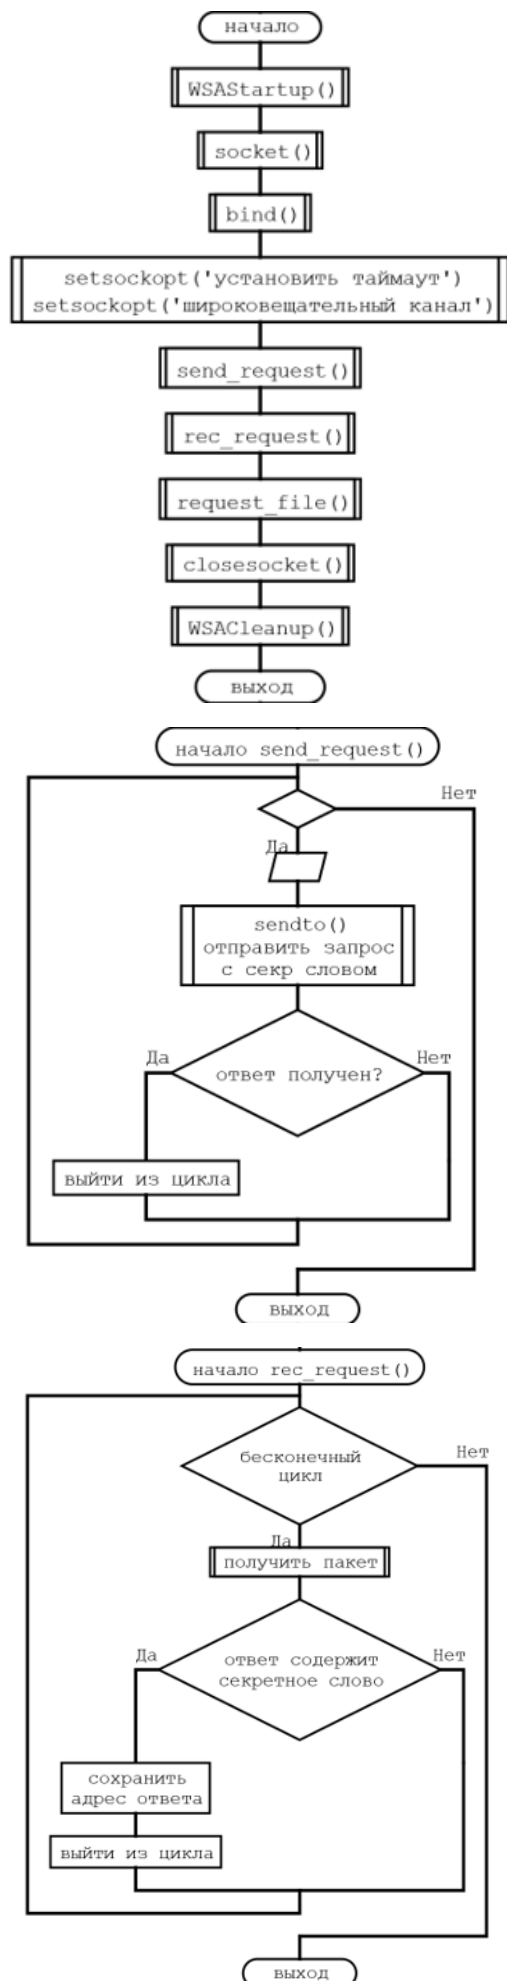 начало
WSAStartup()
socket()
bind()
setsockopt('установить таймаут')
setsockopt('широковещательный канал')
send_request()
rec_request()
request_file()
closesocket()
WSACleanup()
выход
начало send_request()
Нет
Да
sendto()
отправить запрос
с секр словом
Да
Нет
ответ получен?
выйти из цикла
выход
начало rec_request()
бесконечный
цикл
Нет
Да
получить пакет
Да
Нет
ответ содержит
секретное слово
сохранить
адрес ответа
выйти из цикла
выход